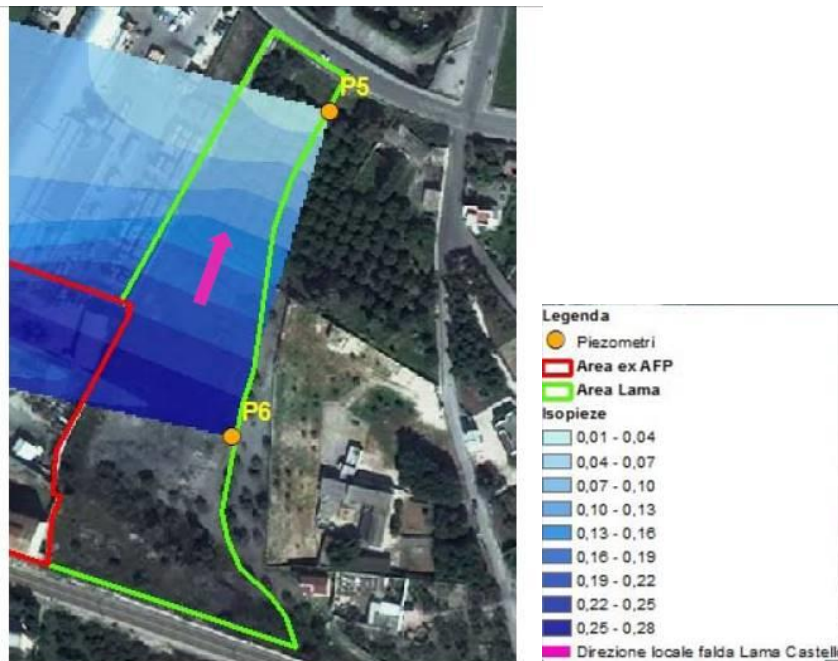 P5
P6
Legenda
Piezometri
Area ex AFP
Area Lama
Isopieze
0,01 - 0,04
0,04 - 0,07
0,07 - 0,10
0,10 - 0,13
0,13 - 0,16
0,16 - 0,19
0,19 - 0,22
0,22 - 0,25
0,25 - 0,28
Direzione locale falda Lama Castell